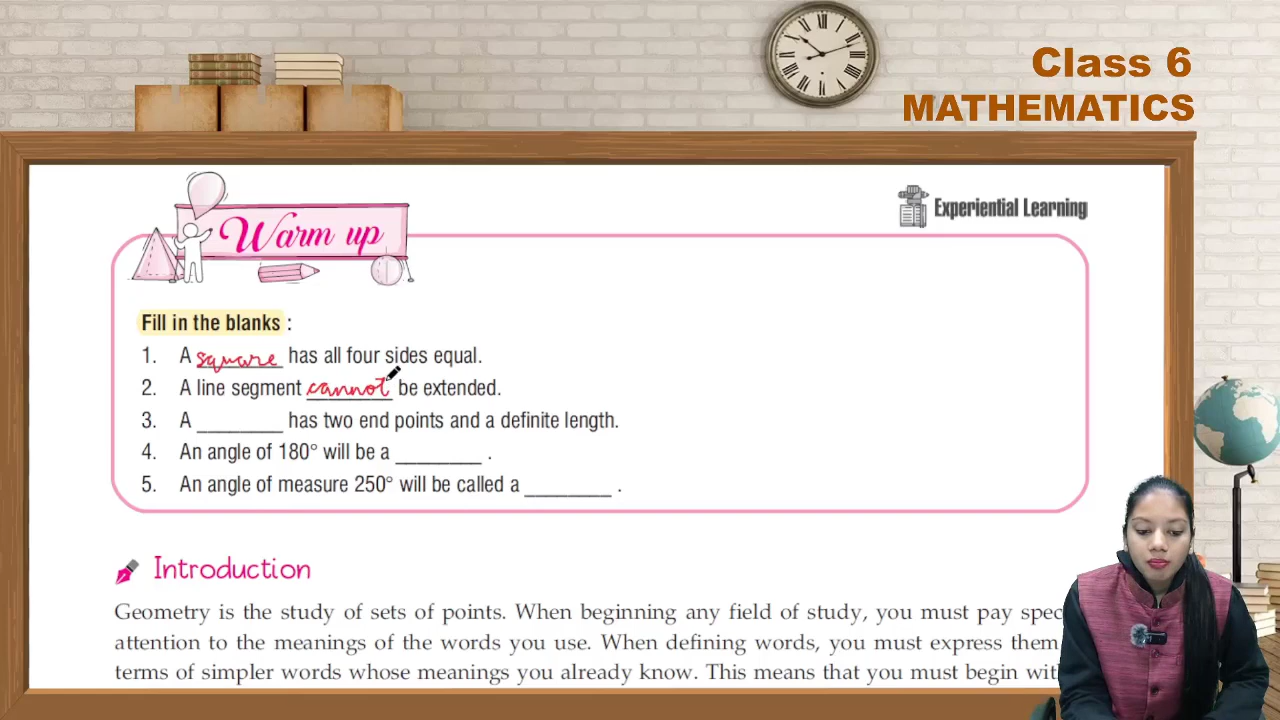 Class 6
MATHEMATICS
Warm up
Experiential Learning
Fill in the blanks :
1. A square has all four sides equal.
2. A line segment cannot be extended.
3. A ________ has two end points and a definite length.
4. An angle of 180° will be a ________ .
5. An angle of measure 250° will be called a ________ .
Introduction
Geometry is the study of sets of points. When beginning any field of study, you must pay spec
attention to the meanings of the words you use. When defining words, you must express them
terms of simpler words whose meanings you already know. This means that you must begin wit